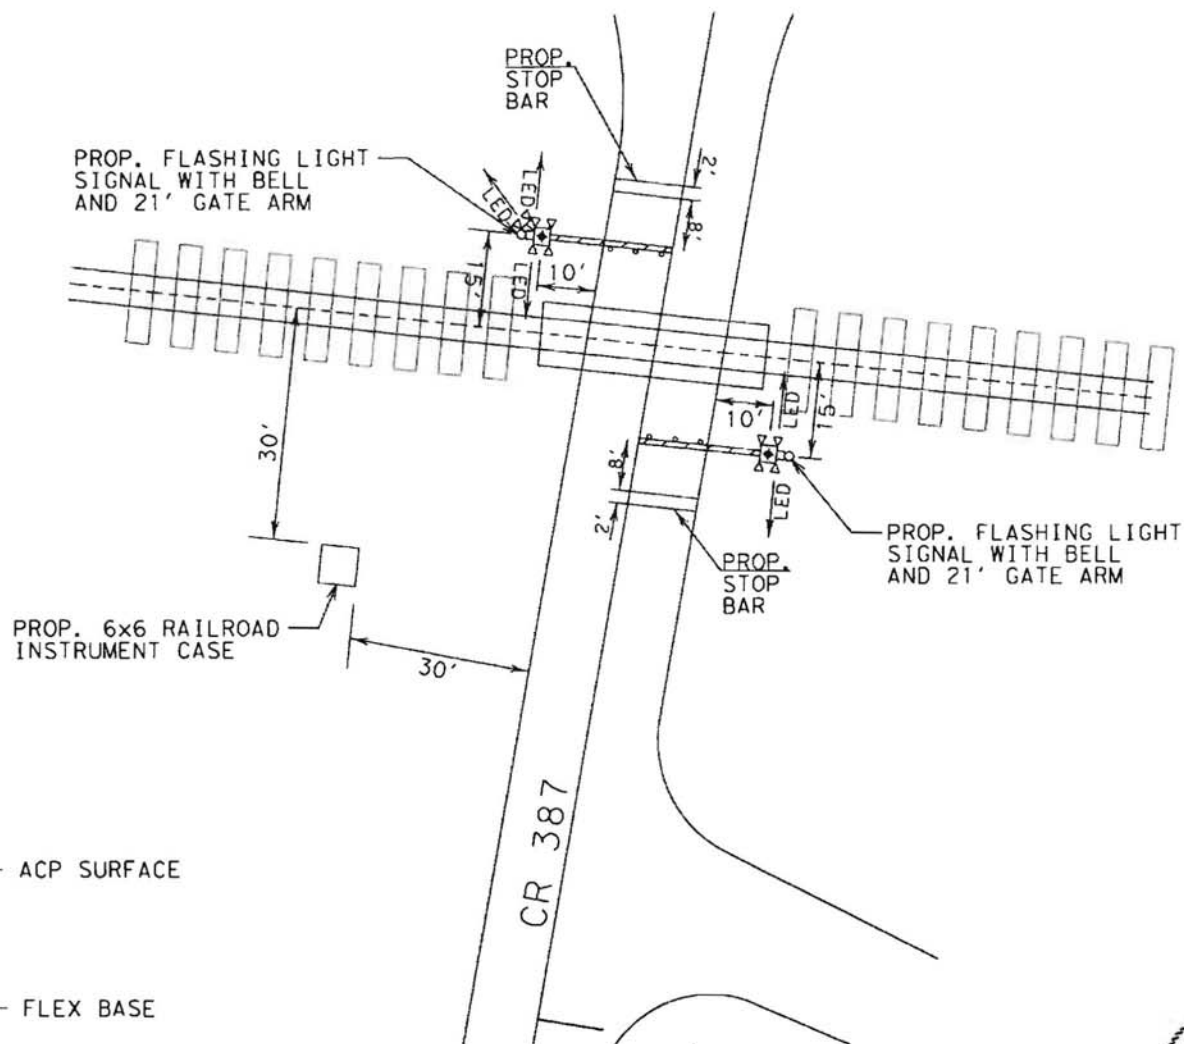 PROP.
STOP
BAR
PROP. FLASHING LIGHT
SIGNAL WITH BELL
AND 21' GATE ARM
LED
LED
2'
8'
15'
LED
10'
30'
10'
LED
15'
8'
2'
LED
PROP.
STOP
BAR
PROP. FLASHING LIGHT
SIGNAL WITH BELL
AND 21' GATE ARM
PROP. 6x6 RAILROAD
INSTRUMENT CASE
30'
CR 387
ACP SURFACE
FLEX BASE